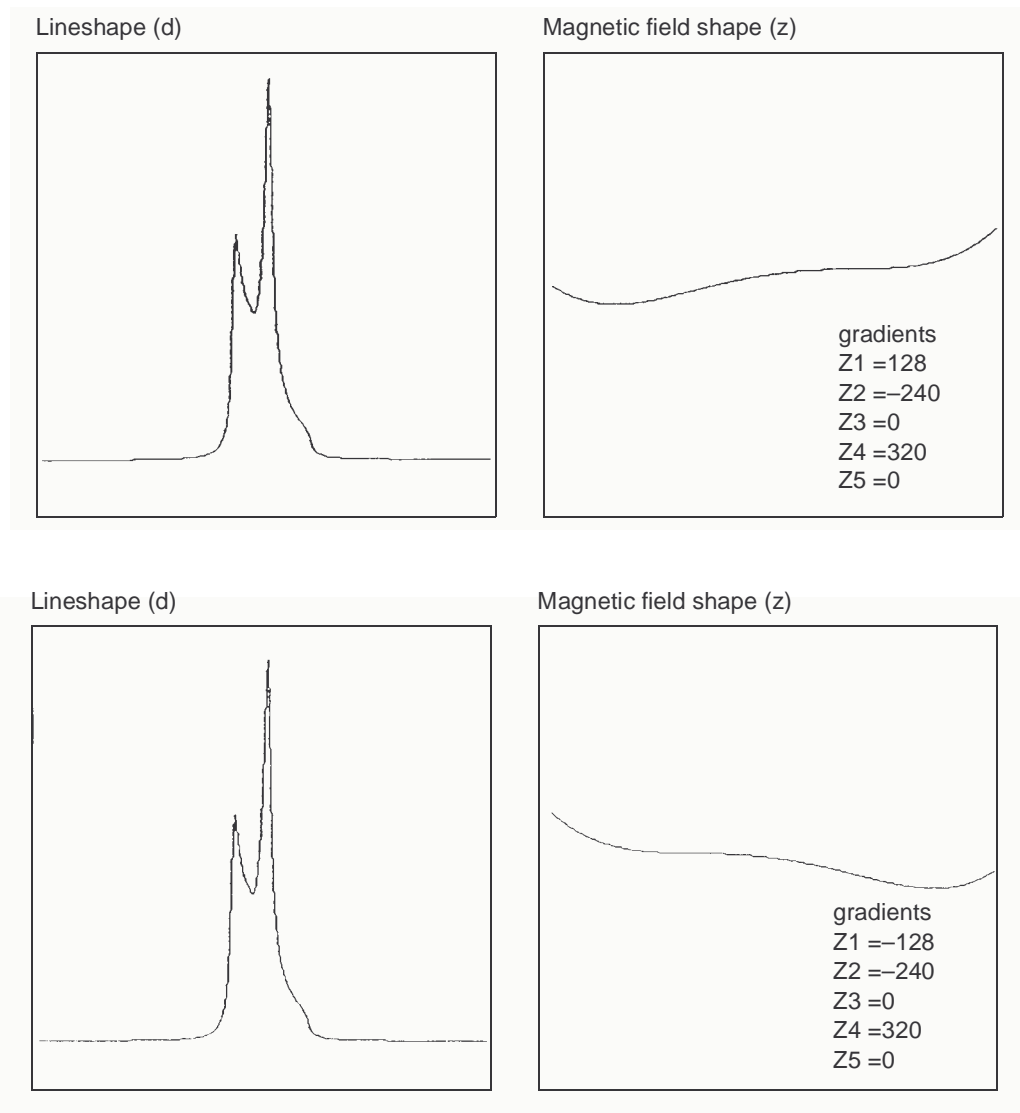 Lineshape (d)
Magnetic field shape (z)
gradients
Z1 =128
Z2 =–240
Z3 =0
Z4 =320
Z5 =0
Lineshape (d)
Magnetic field shape (z)
gradients
Z1 =–128
Z2 =–240
Z3 =0
Z4 =320
Z5 =0